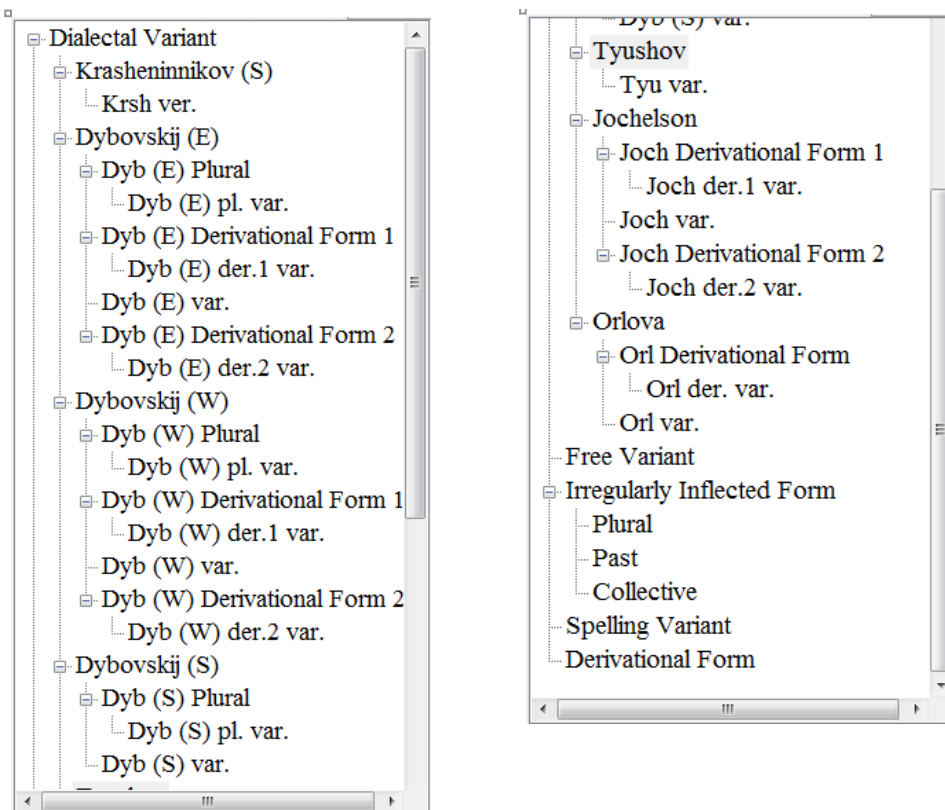 Dialectal Variant
Krasheninnikov (S)
Krsh ver.
Dybovskij (E)
Dyb (E) Plural
Dyb (E) pl. var.
Dyb (E) Derivational Form 1
Dyb (E) der.1 var.
Dyb (E) var.
Dyb (E) Derivational Form 2
Dyb (E) der.2 var.
Dybovskij (W)
Dyb (W) Plural
Dyb (W) pl. var.
Dyb (W) Derivational Form 1
Dyb (W) der.1 var.
Dyb (W) var.
Dyb (W) Derivational Form 2
Dyb (W) der.2 var.
Dybovskij (S)
Dyb (S) Plural
Dyb (S) pl. var.
Dyb (S) var.
Dyb (S) var.
Tyushov
Tyu var.
Jochelson
Joch Derivational Form 1
Joch der.1 var.
Joch var.
Joch Derivational Form 2
Joch der.2 var.
Orlova
Orl Derivational Form
Orl der. var.
Orl var.
Free Variant
Irregularly Inflected Form
Plural
Past
Collective
Spelling Variant
Derivational Form